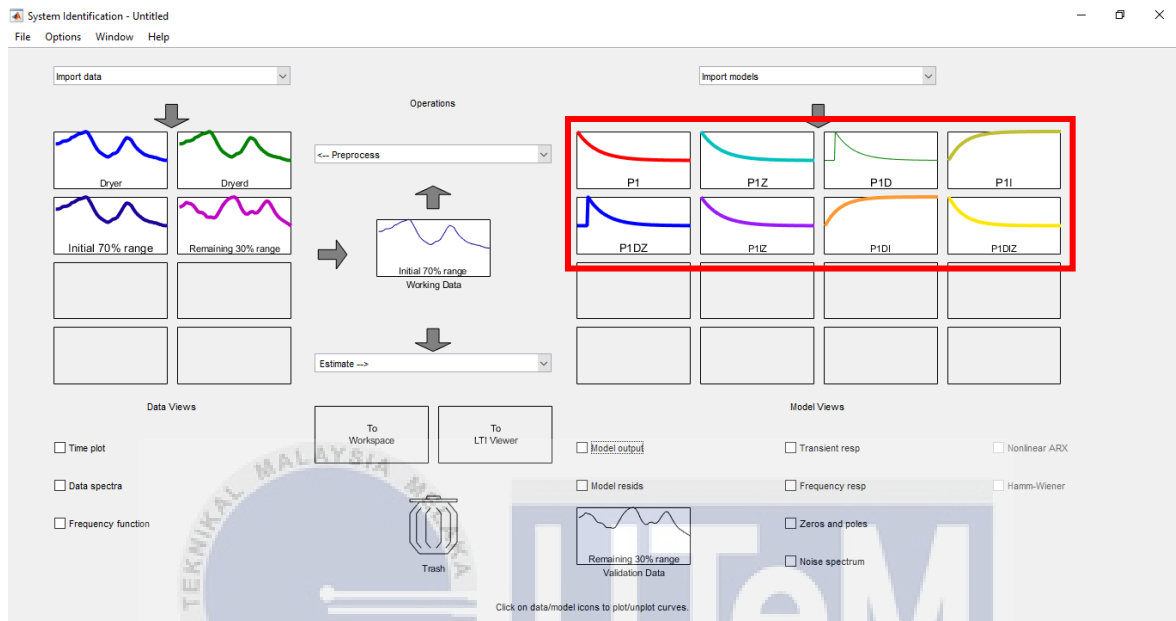 System Identification - Untitled
File Options Window Help
Import data
Import models
Operations
<-- Preprocess
Dryer
Dryerd
P1
P1Z
P1D
P1I
Initial 70% range
Remaining 30% range
P1DZ
P1IZ
P1DI
P1DIZ
Initial 70% range
Working Data
Estimate -->
Data Views
Model Views
To
Workspace
To
LTI Viewer
Time plot
Model output
Transient resp
Nonlinear ARX
Data spectra
Model resids
Frequency resp
Hamm-Wiener
Frequency function
Zeros and poles
Remaining 30% range
Validation Data
Noise spectrum
Trash
Click on data/model icons to plot/unplot curves.
TEKNIKAL MALAYSIA
UTeM